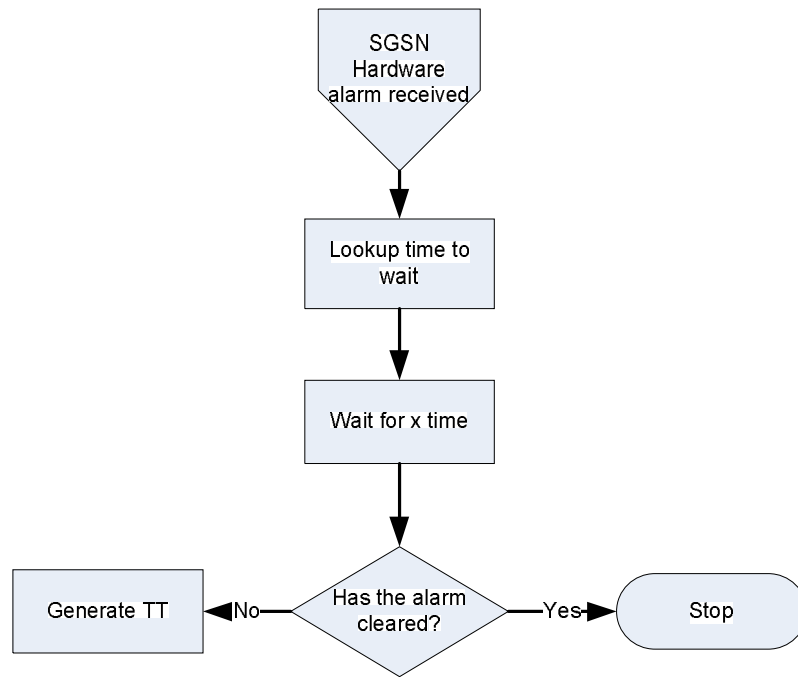 SGSN
Hardware
alarm received
Lookup time to
wait
Wait for x time
Has the alarm
cleared?
No
Generate TT
Yes
Stop